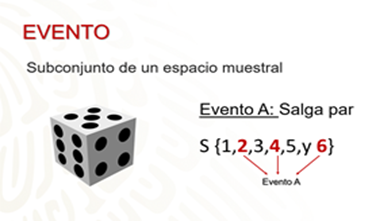 EVENTO
Subconjunto de un espacio muestral
Evento A: Salga par
S {1,2,3,4,5,y 6}
Evento A